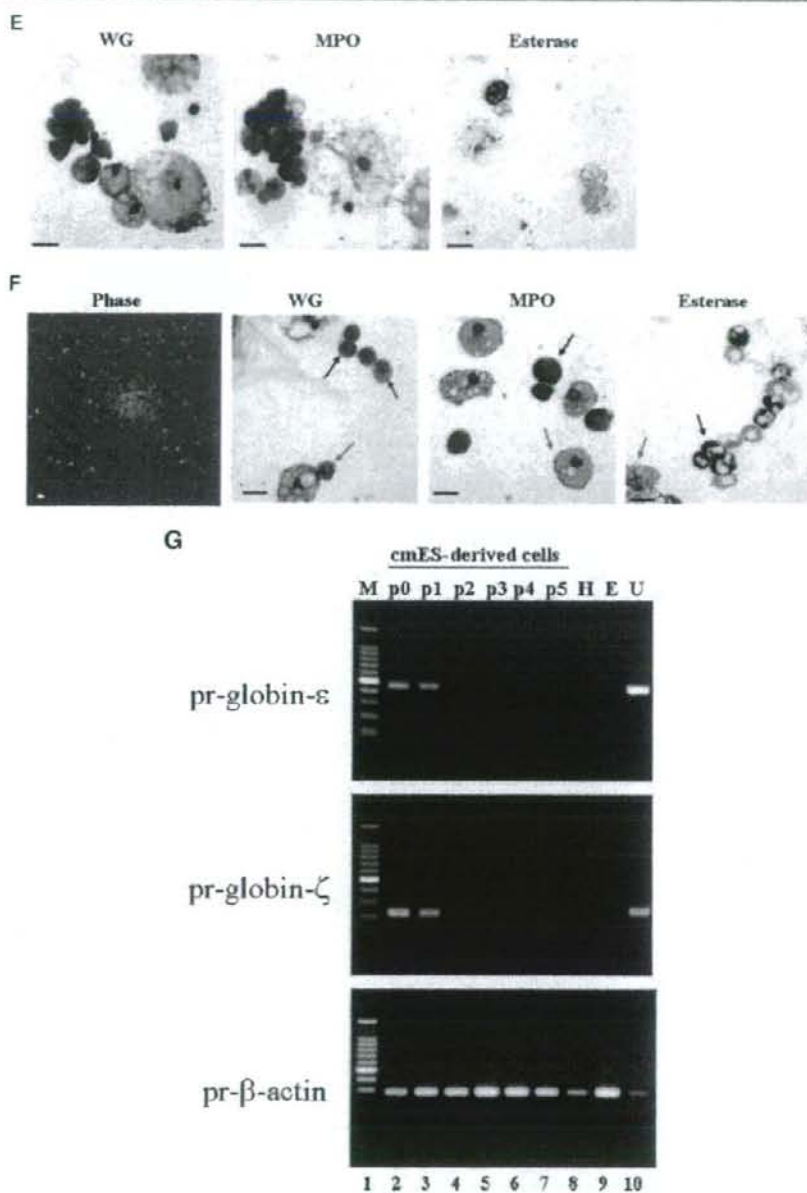 E
WG MPO Esterase
F
Phase WG MPO Esterase
G
cmES-derived cells
M p0 p1 p2 p3 p4 p5 H E U
pr-globin-ε
pr-globin-ζ
pr-β-actin
1 2 3 4 5 6 7 8 9 10